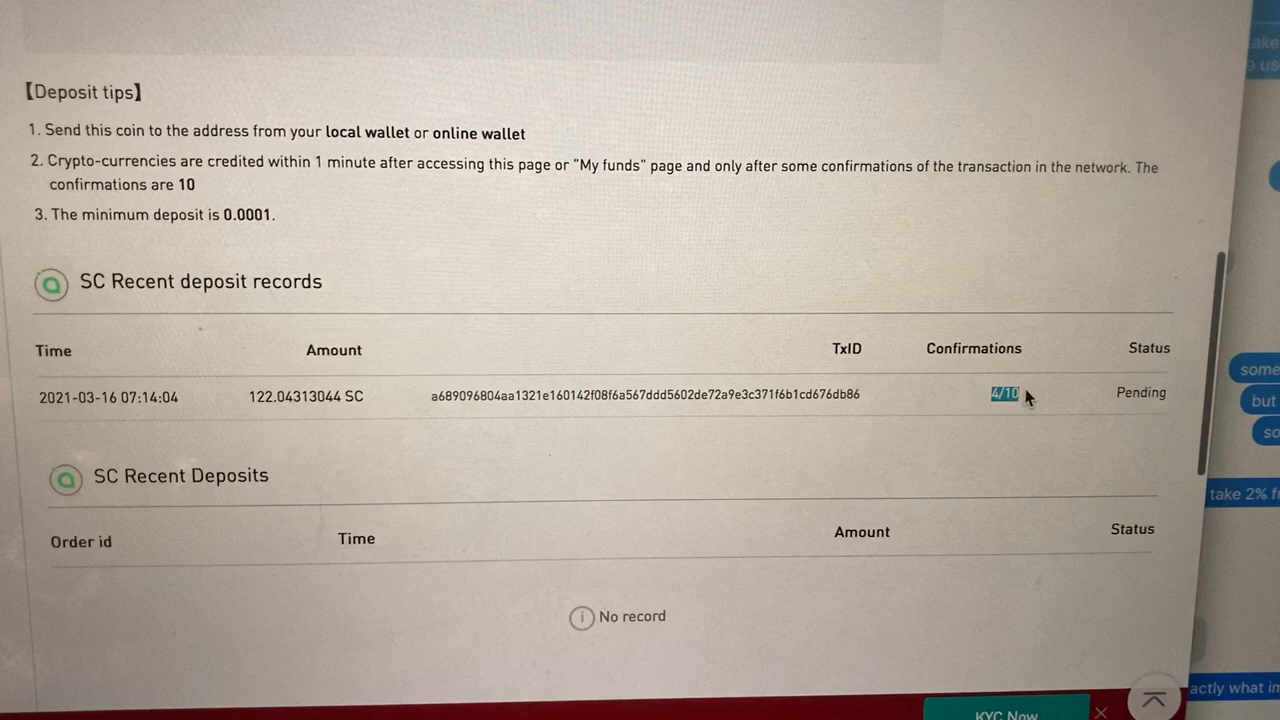 【Deposit tips】
1. Send this coin to the address from your local wallet or online wallet
2. Crypto-currencies are credited within 1 minute after accessing this page or "My funds" page and only after some confirmations of the transaction in the network. The
confirmations are 10
3. The minimum deposit is 0.0001.
SC Recent deposit records
Time Amount TxID Confirmations Status
2021-03-16 07:14:04 122.04313044 SC a689096804aa1321e160142f08f6a567ddd5602de72a9e3c371f6b1cd676db86 4/10 Pending
SC Recent Deposits
Order id Time Amount Status
No record
KYC Now
some
but
so
take 2% fi
actly what in